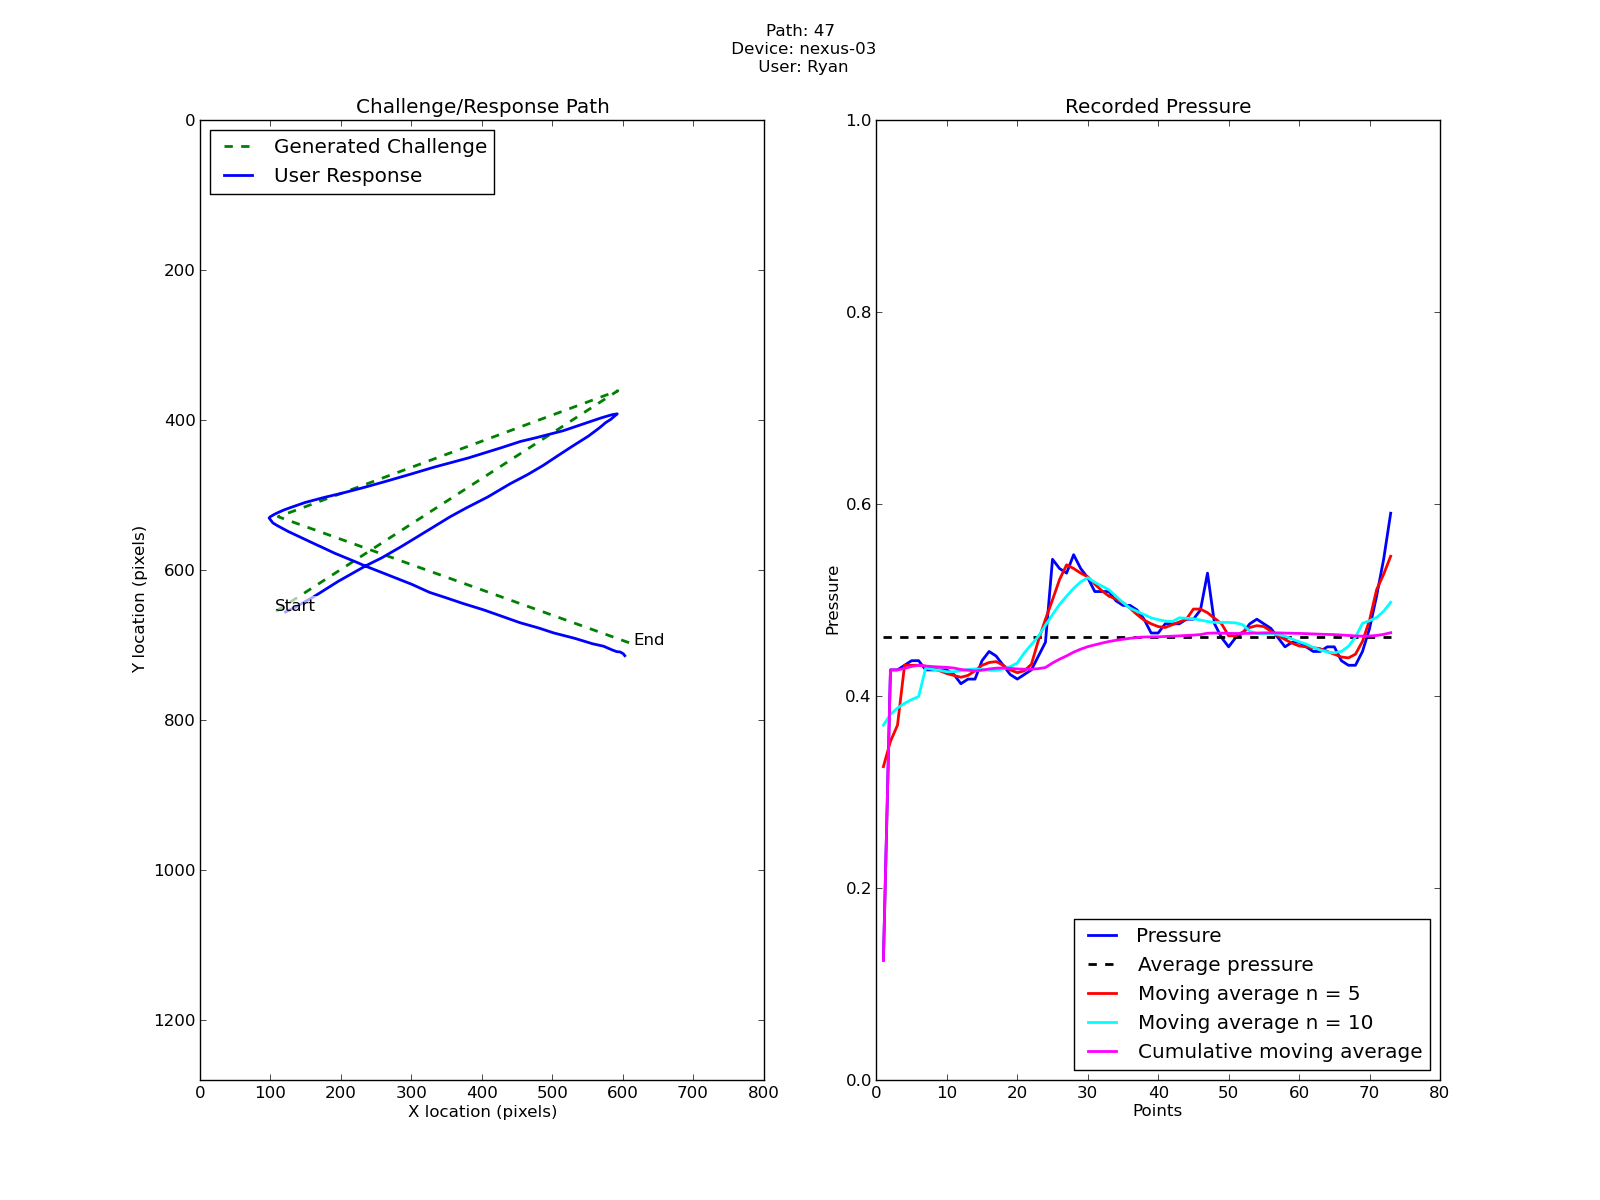 Path: 47
Device: nexus-03
User: Ryan
Challenge/Response Path
Generated Challenge
User Response
0
200
400
600
800
1000
1200
Y location (pixels)
Start
End
0 100 200 300 400 500 600 700 800
X location (pixels)
Recorded Pressure
1.0
0.8
0.6
0.4
0.2
0.0
Pressure
Pressure
Average pressure
Moving average n = 5
Moving average n = 10
Cumulative moving average
0 10 20 30 40 50 60 70 80
Points